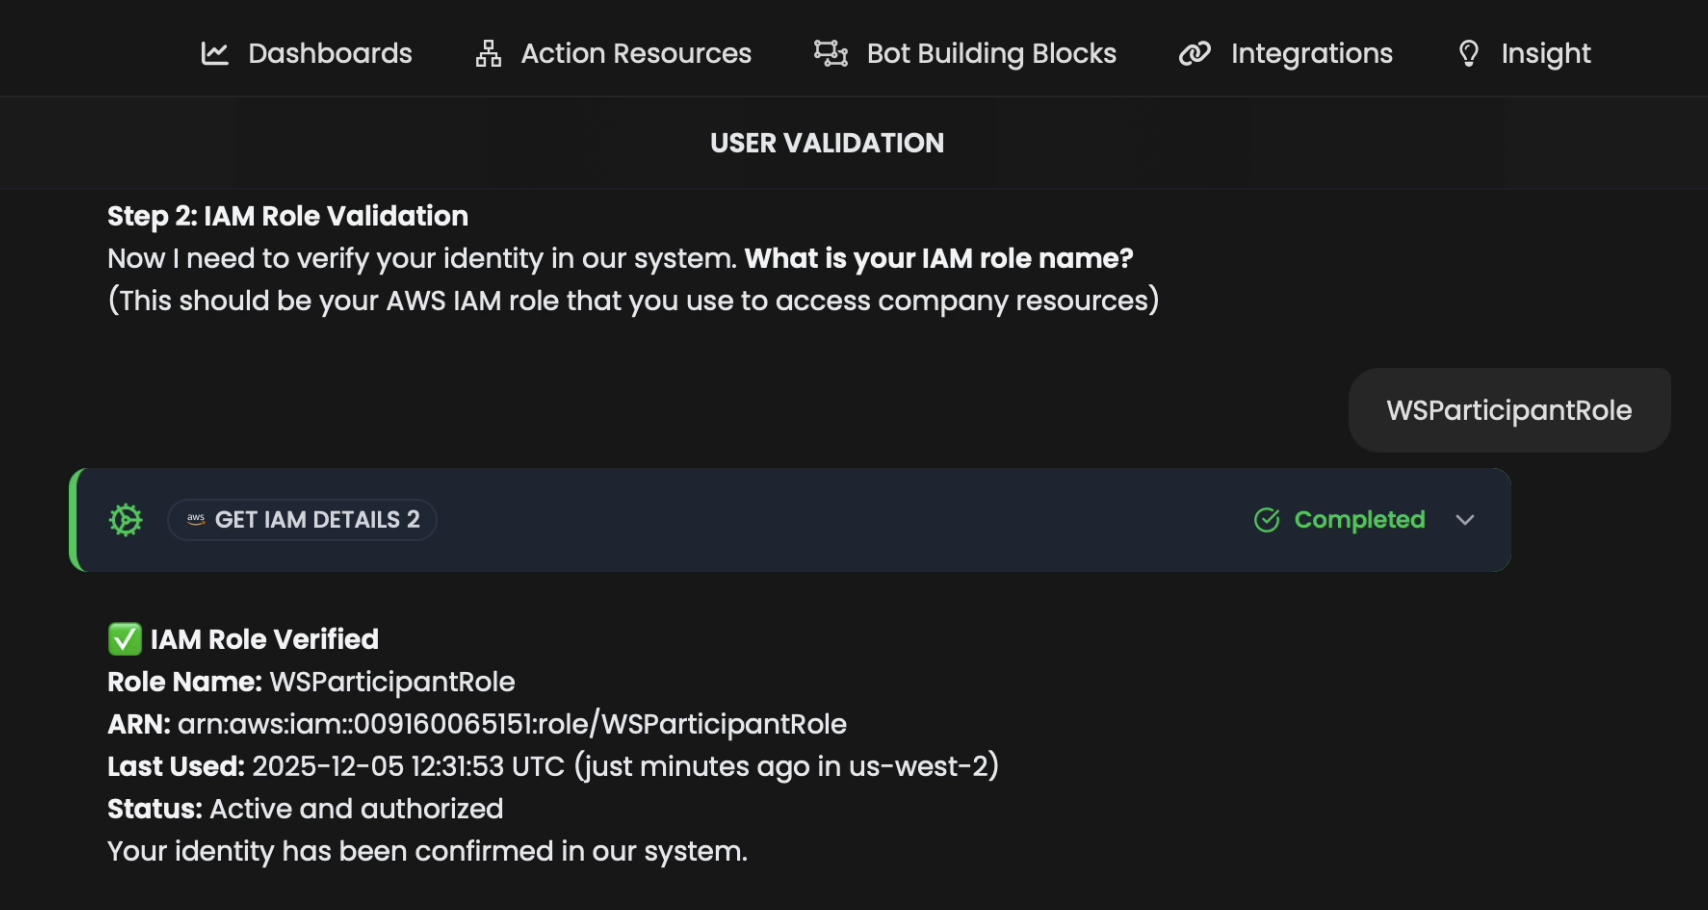 Dashboards Action Resources Bot Building Blocks Integrations Insight
USER VALIDATION
Step 2: IAM Role Validation
Now I need to verify your identity in our system. What is your IAM role name?
(This should be your AWS IAM role that you use to access company resources)
WSParticipantRole
aws GET IAM DETAILS 2 Completed
✅ IAM Role Verified
Role Name: WSParticipantRole
ARN: arn:aws:iam::009160065151:role/WSParticipantRole
Last Used: 2025-12-05 12:31:53 UTC (just minutes ago in us-west-2)
Status: Active and authorized
Your identity has been confirmed in our system.